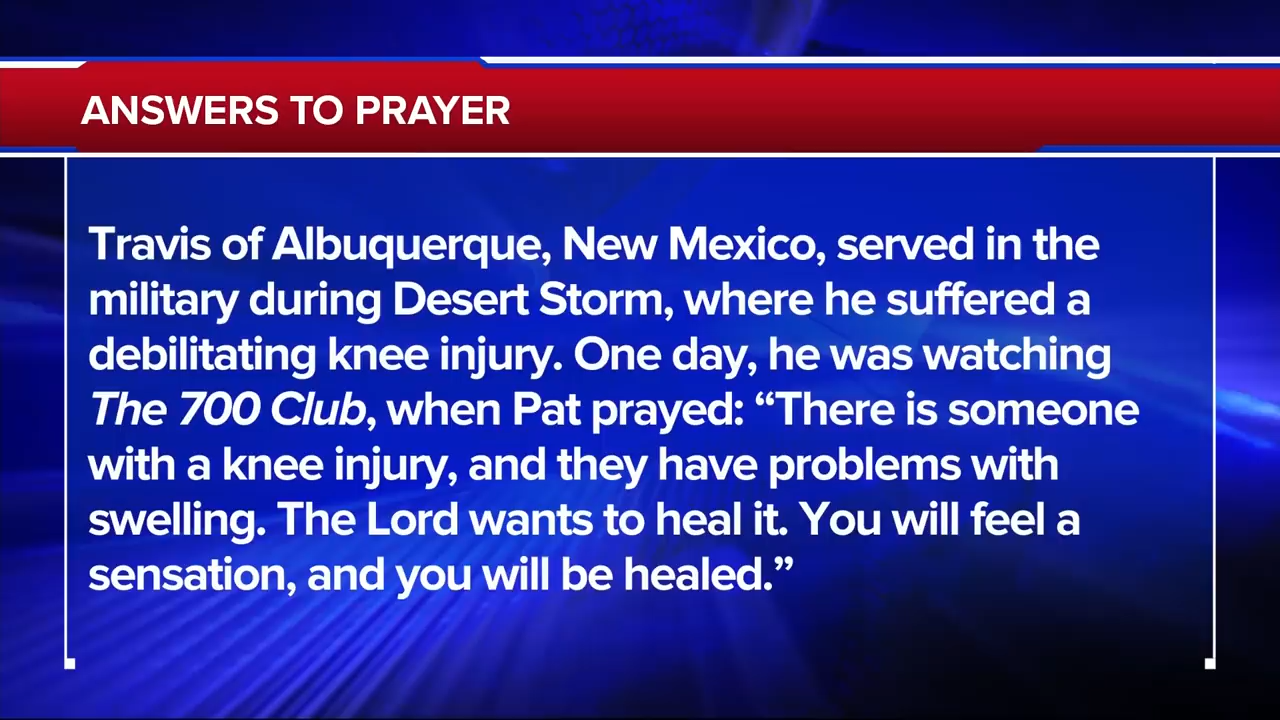 ANSWERS TO PRAYER
Travis of Albuquerque, New Mexico, served in the
military during Desert Storm, where he suffered a
debilitating knee injury. One day, he was watching
The 700 Club, when Pat prayed: “There is someone
with a knee injury, and they have problems with
swelling. The Lord wants to heal it. You will feel a
sensation, and you will be healed.”